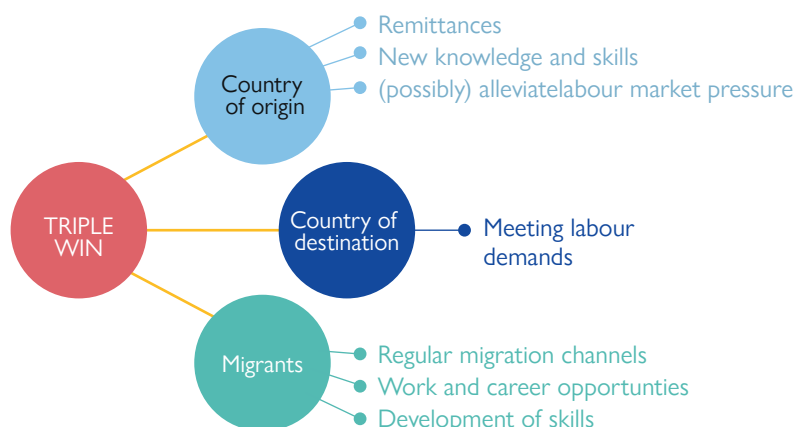 Remittances
New knowledge and skills
(possibly) alleviatelabour market pressure
Country
of origin
TRIPLE
WIN
Country of
destination
Meeting labour
demands
Migrants
Regular migration channels
Work and career opportunties
Development of skills